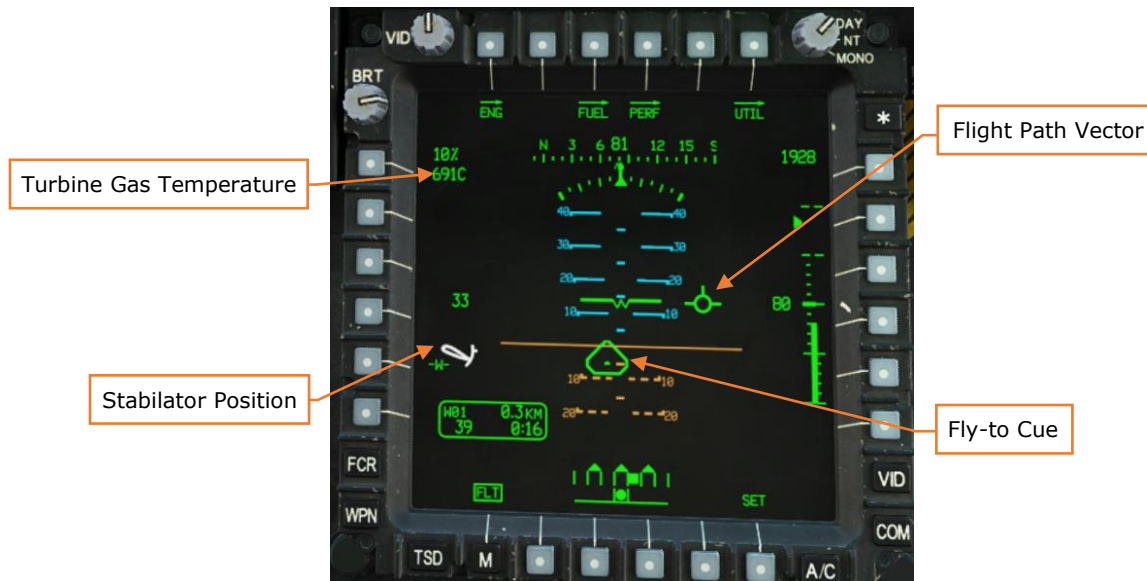 VID
DAY
NT
MONO
BRT
ENG FUEL PERF UTIL
*
Flight Path Vector
N 3 6 81 12 15 S
10%
691C
1928
Turbine Gas Temperature
40 40
30 30
20 20
10 10
33
80
-W-
Stabilator Position
10 10
20 20
W01 0.3KM
39 0:16
Fly-to Cue
FCR
VID
FLT
SET
WPN
COM
TSD
M
A/C